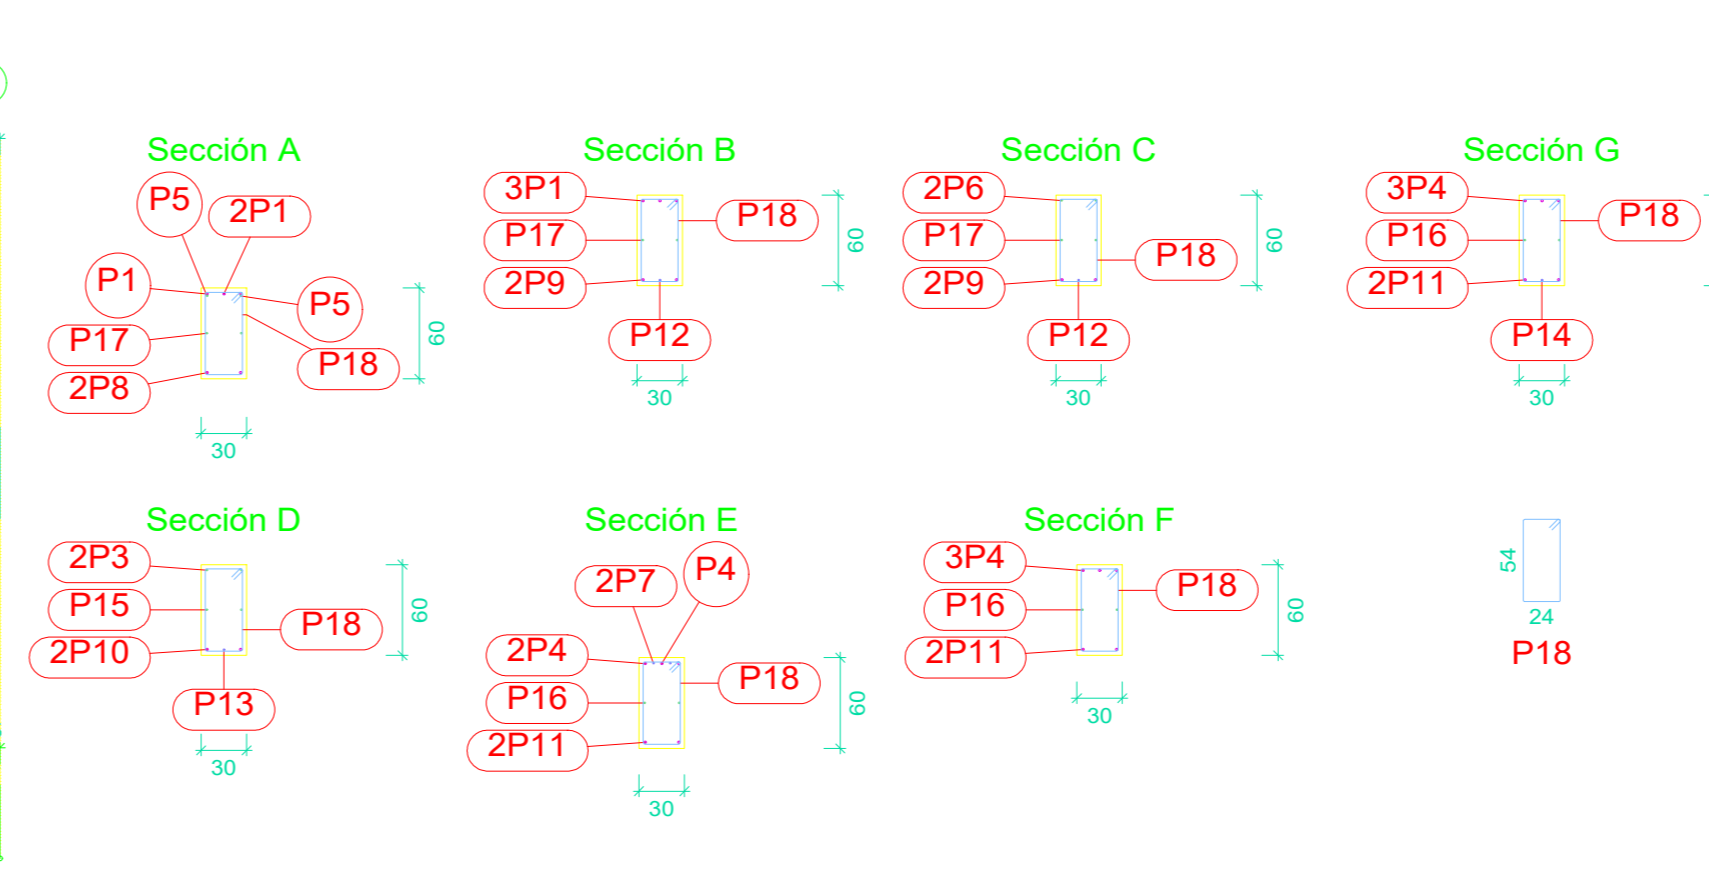 Sección A
P5
2P1
P1
P5
P17
P18
2P8
60
30
Sección B
3P1
P18
P17
2P9
P12
60
30
Sección C
2P6
P17
P18
2P9
P12
60
30
Sección G
3P4
P18
P16
2P11
P14
30
Sección D
2P3
P15
P18
2P10
P13
60
30
Sección E
2P7
P4
2P4
P18
P16
2P11
60
30
Sección F
3P4
P18
P16
2P11
60
30
54
24
P18